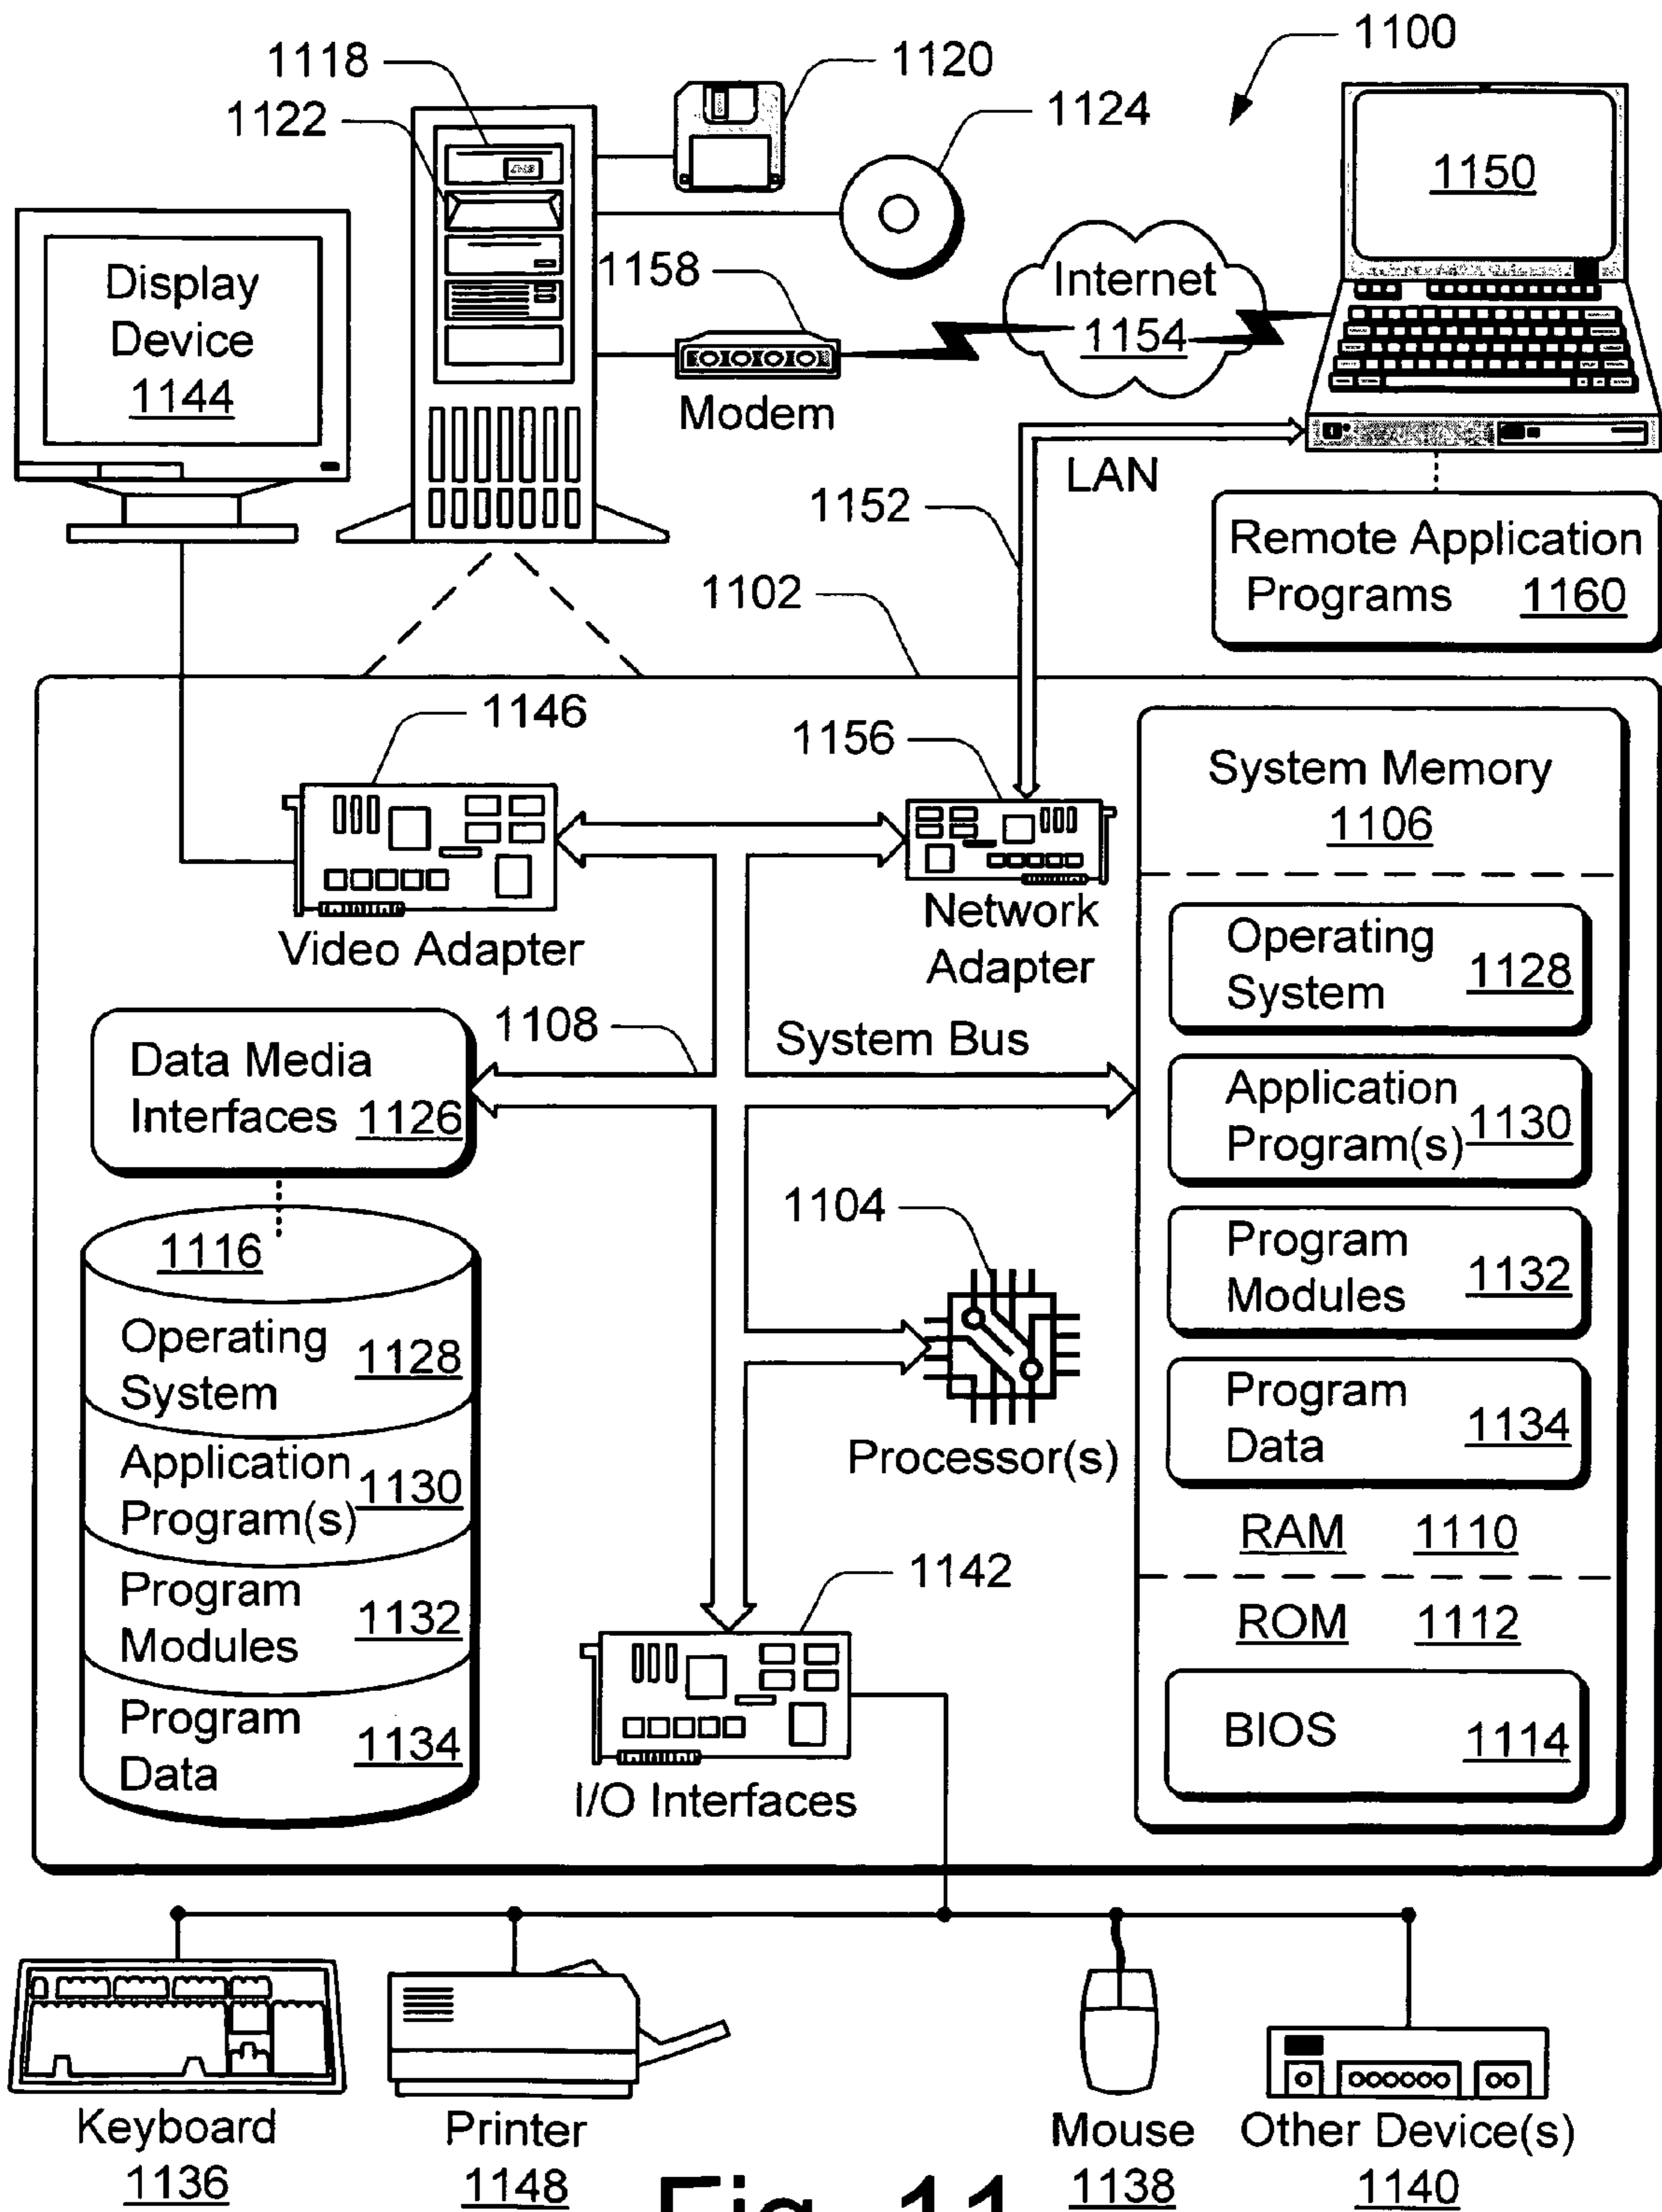 1100
1118
1120
1122
1124
1150
Display
Device
1144
1158
Internet
1154
Modem
LAN
1152
Remote Application
Programs 1160
1102
1146
1156
System Memory
1106
Video Adapter
Network
Adapter
Operating
System 1128
1108
System Bus
Data Media
Interfaces 1126
Application
Program(s) 1130
1104
Program
Modules 1132
1116
Operating
System 1128
Processor(s)
Program
Data 1134
Application
Program(s) 1130
RAM 1110
1142
Program
Modules 1132
ROM 1112
Program
Data 1134
BIOS 1114
I/O Interfaces
Keyboard
1136
Printer
1148
Mouse
1138
Other Device(s)
1140
Fig. 11